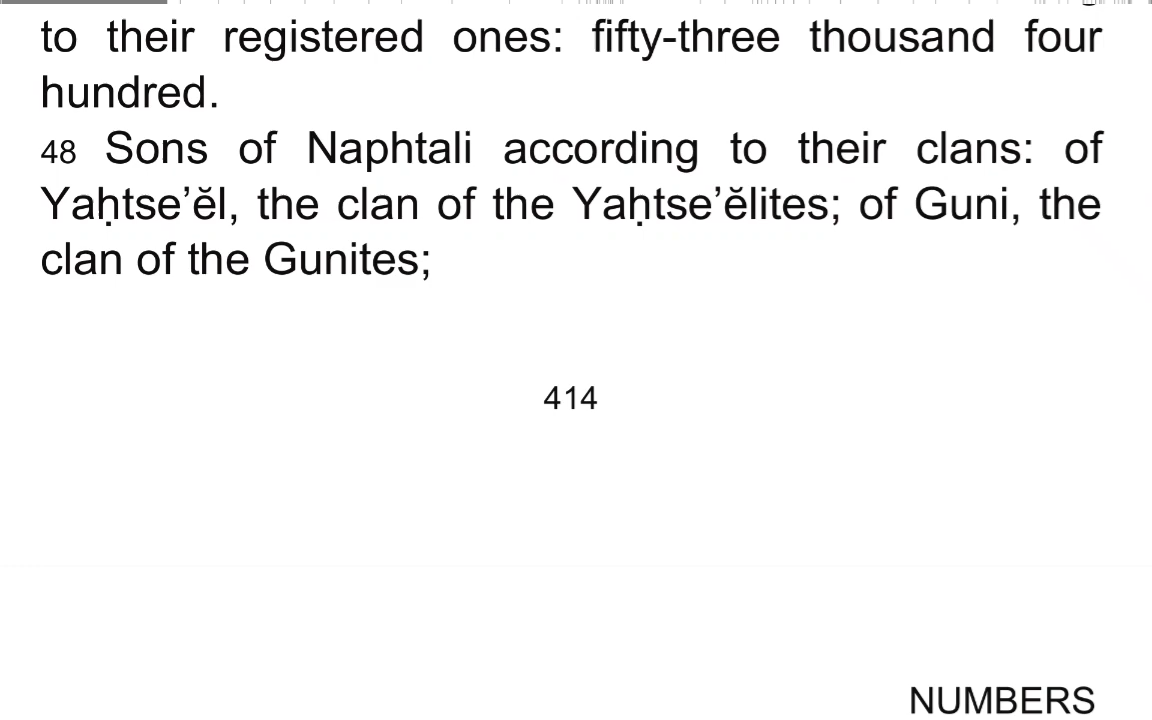 to their registered ones: fifty-three thousand four
hundred.
48 Sons of Naphtali according to their clans: of
Yaḥtse’ĕl, the clan of the Yaḥtse’ĕlites; of Guni, the
clan of the Gunites;
414
NUMBERS